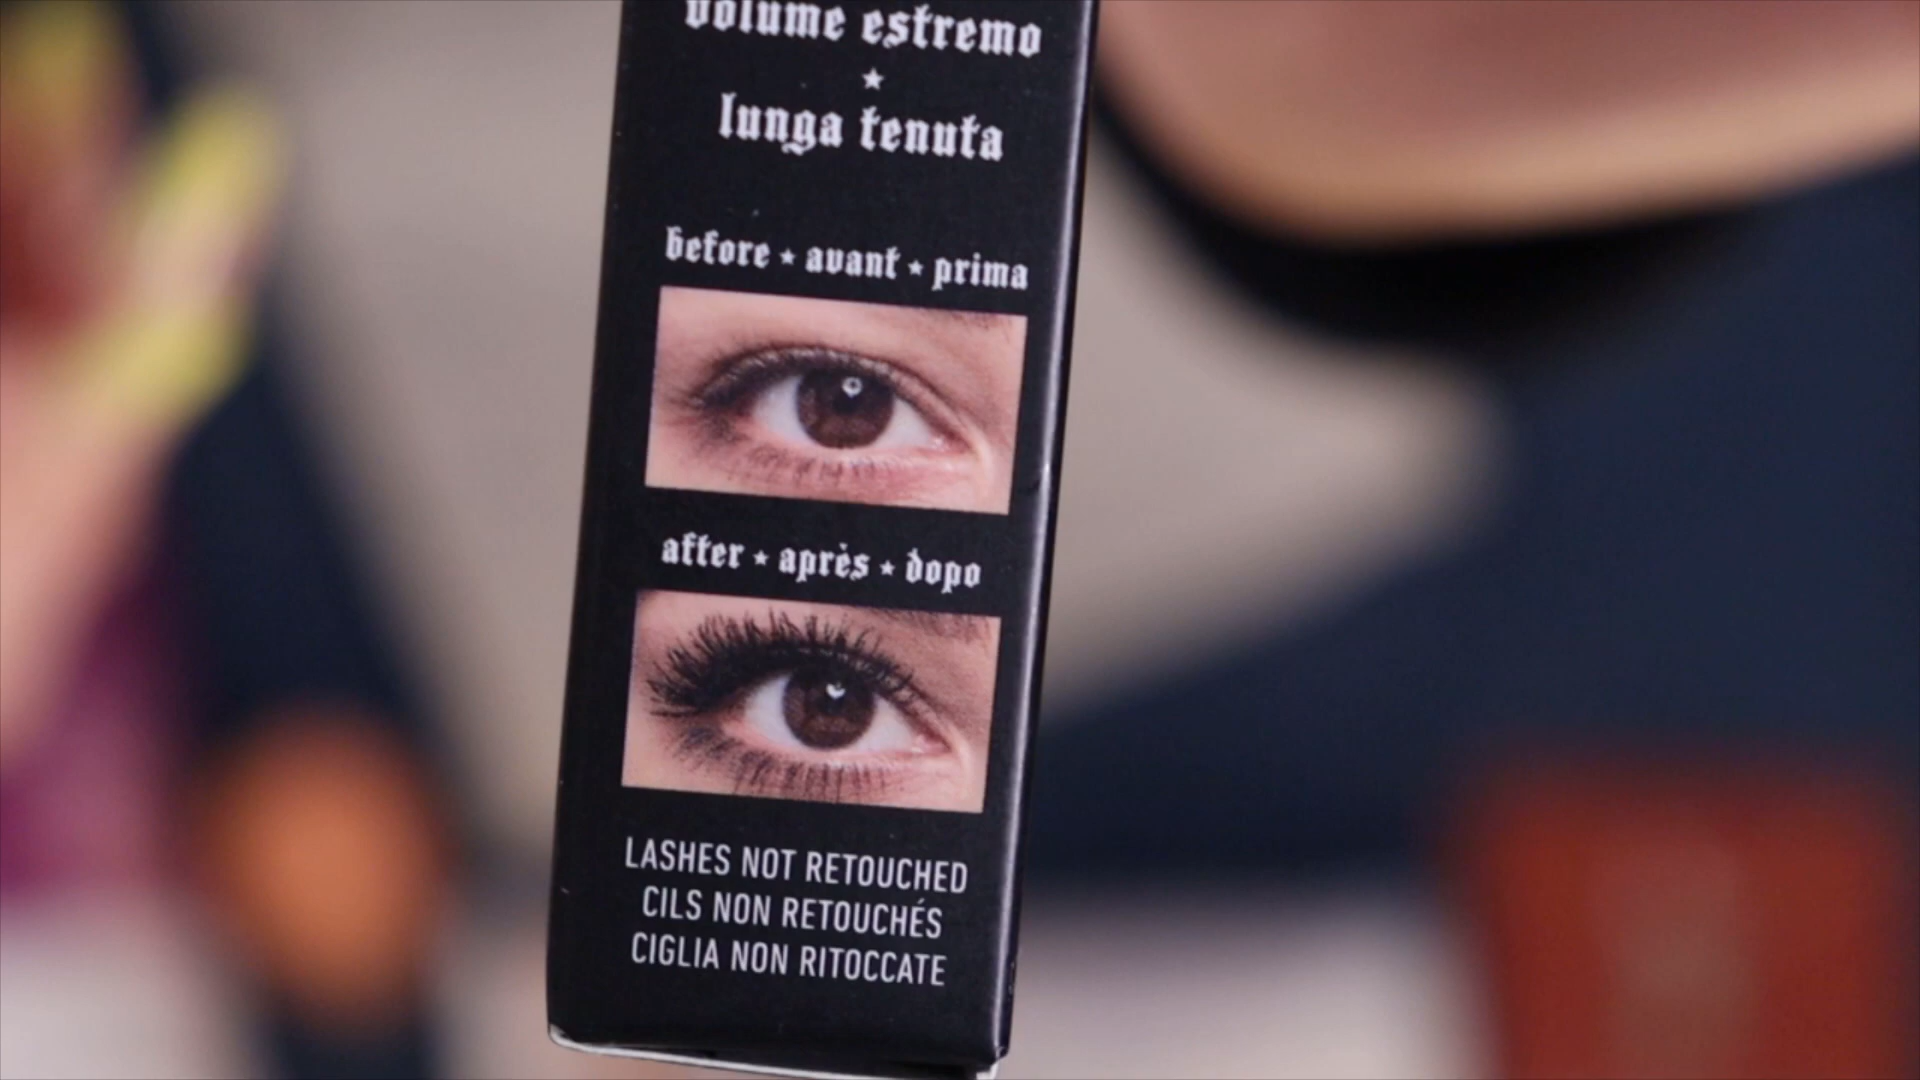 volume estremo
★
lunga tenuta
before ★ avant ★ prima
after ★ après ★ dopo
LASHES NOT RETOUCHED
CILS NON RETOUCHÉS
CIGLIA NON RITOCCATE